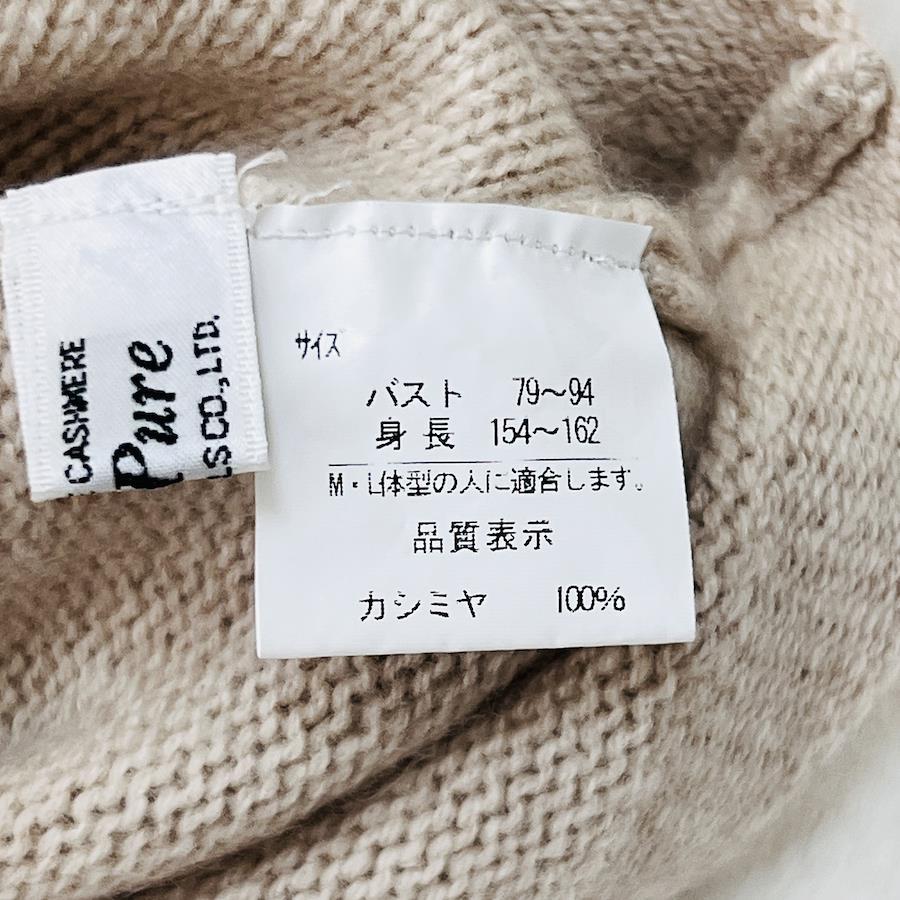 CASHMERE
Pure
LS CO.,LTD.
サイズ
バスト 79～94
身長 154～162
M・L体型の人に適合します。
品質表示
カシミヤ 100%